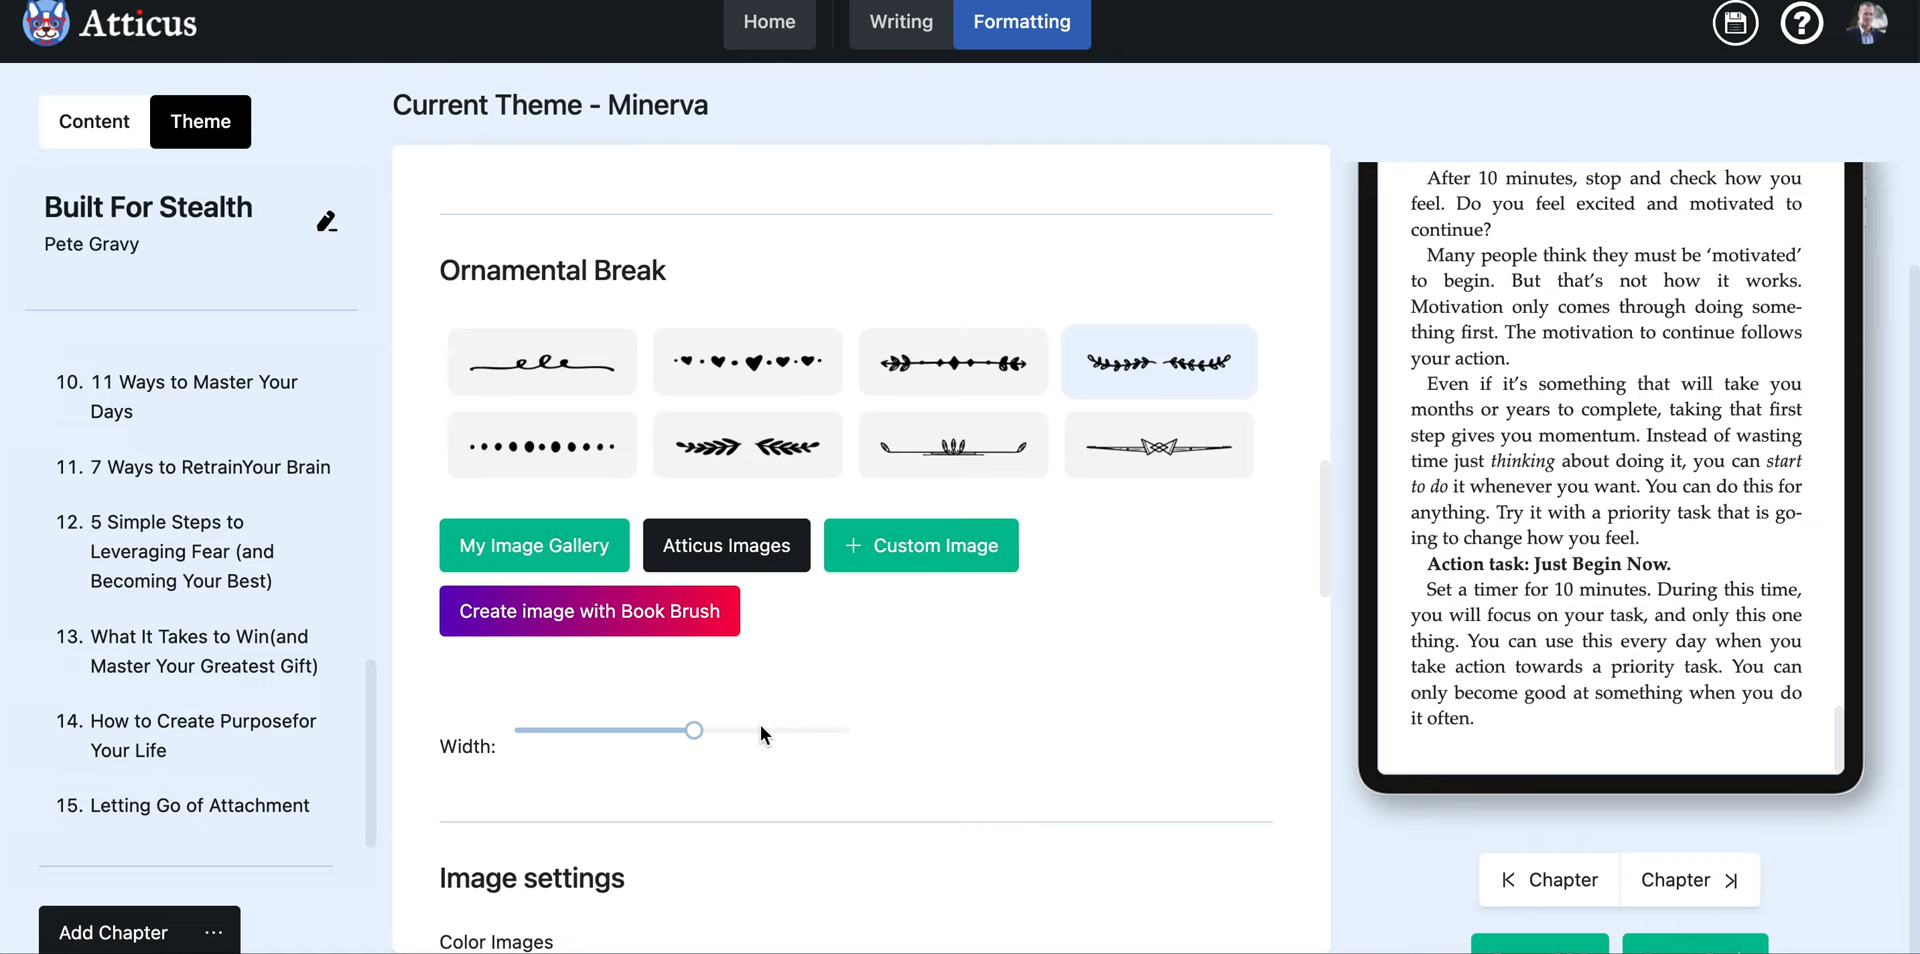 Atticus
Home
Writing
Formatting
Content
Theme
Built For Stealth
Pete Gravy
10. 11 Ways to Master Your
Days
11. 7 Ways to RetrainYour Brain
12. 5 Simple Steps to
Leveraging Fear (and
Becoming Your Best)
13. What It Takes to Win(and
Master Your Greatest Gift)
14. How to Create Purposefor
Your Life
15. Letting Go of Attachment
Add Chapter
Current Theme - Minerva
Ornamental Break
My Image Gallery
Atticus Images
+ Custom Image
Create image with Book Brush
Width:
Image settings
Color Images
After 10 minutes, stop and check how you
feel. Do you feel excited and motivated to
continue?
Many people think they must be ‘motivated’
to begin. But that’s not how it works.
Motivation only comes through doing some-
thing first. The motivation to continue follows
your action.
Even if it’s something that will take you
months or years to complete, taking that first
step gives you momentum. Instead of wasting
time just thinking about doing it, you can start
to do it whenever you want. You can do this for
anything. Try it with a priority task that is go-
ing to change how you feel.
Action task: Just Begin Now.
Set a timer for 10 minutes. During this time,
you will focus on your task, and only this one
thing. You can use this every day when you
take action towards a priority task. You can
only become good at something when you do
it often.
Chapter
Chapter